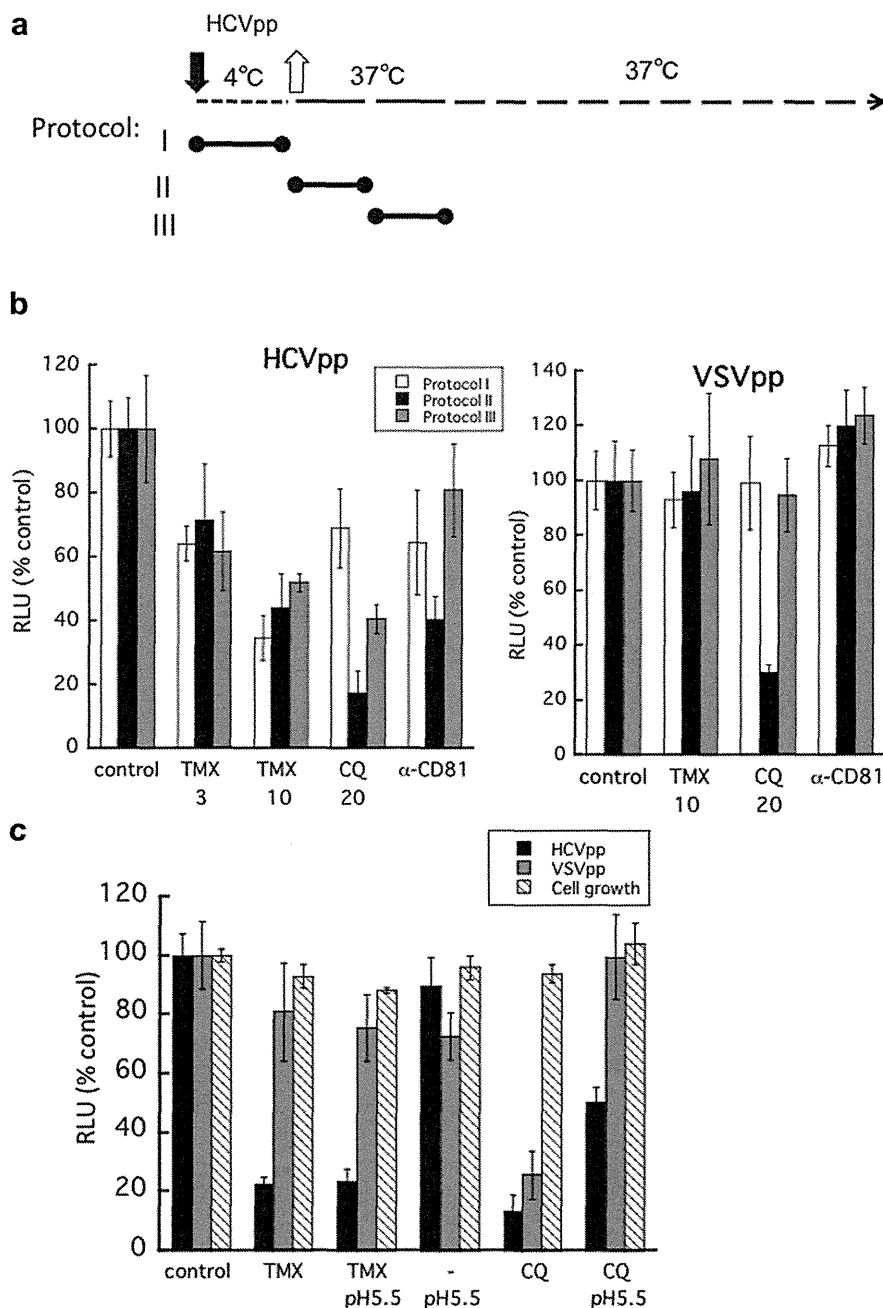 a
HCVpp
4°C
37°C
37°C
Protocol:
I
II
III
b
HCVpp
Protocol I
Protocol II
Protocol III
RLU (% control)
120
100
80
60
40
20
0
control
TMX
3
TMX
10
CQ
20
α-CD81
VSVpp
RLU (% control)
140
120
100
80
60
40
20
0
control
TMX
10
CQ
20
α-CD81
c
HCVpp
VSVpp
Cell growth
RLU (% control)
120
100
80
60
40
20
0
control
TMX
TMX
pH5.5
-
pH5.5
CQ
CQ
pH5.5